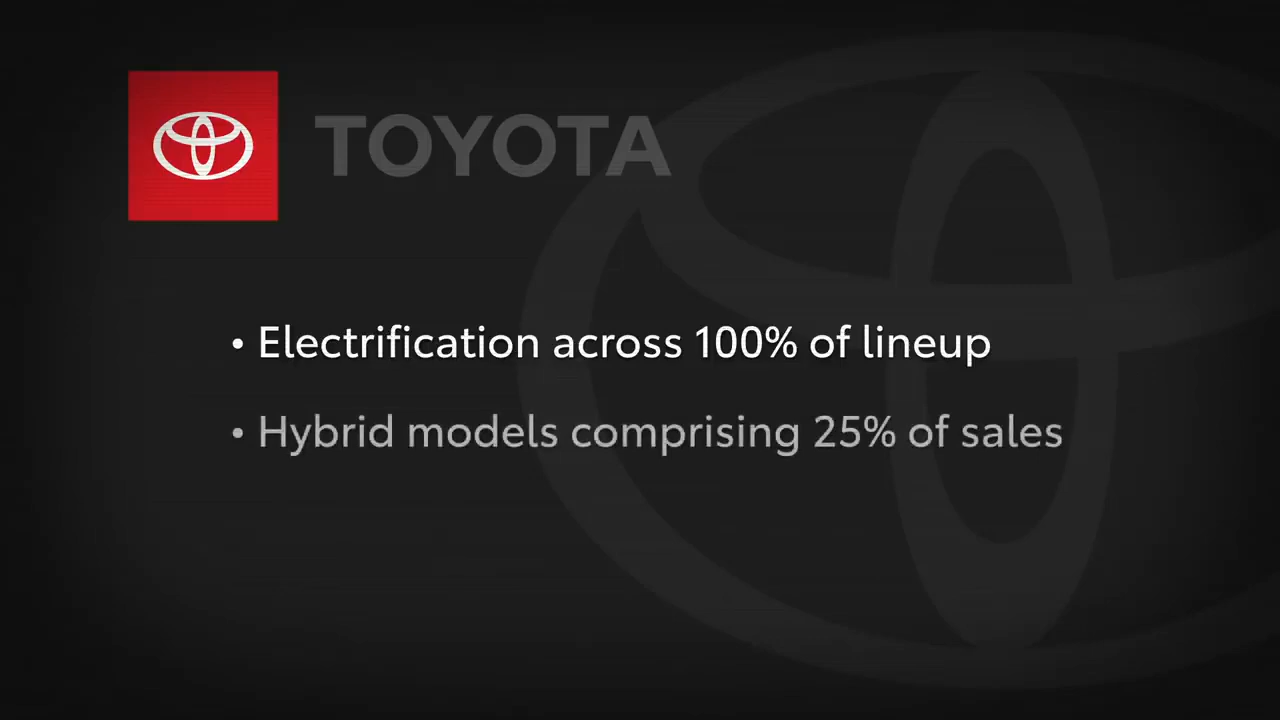 TOYOTA
• Electrification across 100% of lineup
• Hybrid models comprising 25% of sales